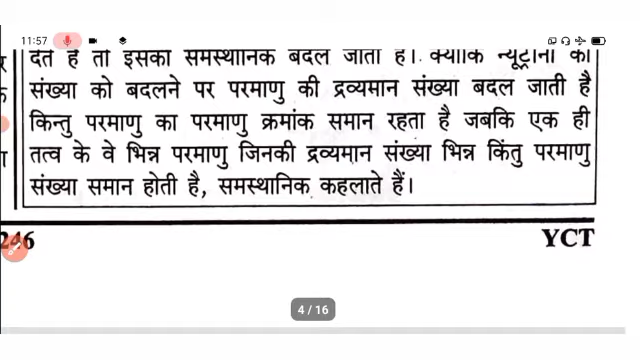 11:57
देते हैं तो इसका समस्थानिक बदल जाता है। क्योंकि न्यूट्रॉनों की
संख्या को बदलने पर परमाणु की द्रव्यमान संख्या बदल जाती है
किन्तु परमाणु का परमाणु क्रमांक समान रहता है जबकि एक ही
तत्व के वे भिन्न परमाणु जिनकी द्रव्यमान संख्या भिन्न किंतु परमाणु
संख्या समान होती है, समस्थानिक कहलाते हैं।
246
YCT
4 / 16